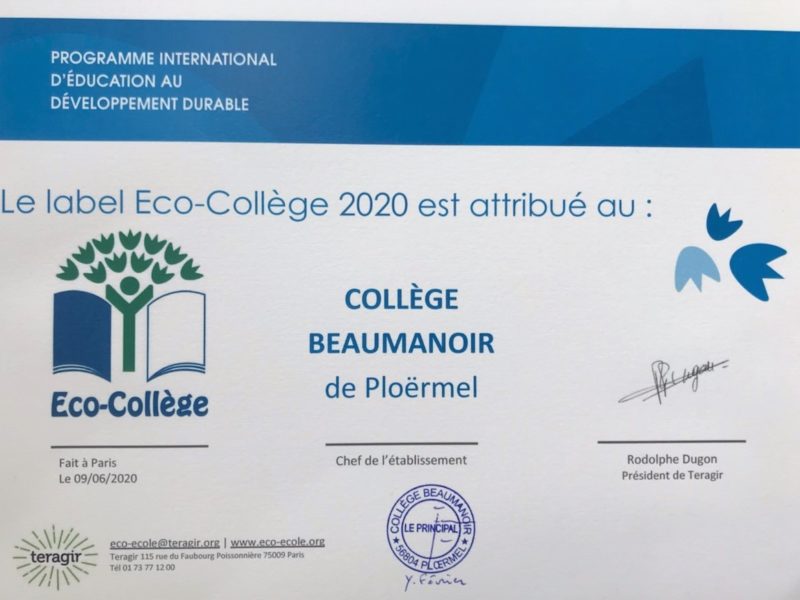 PROGRAMME INTERNATIONAL
D'ÉDUCATION AU
DÉVELOPPEMENT DURABLE
Le label Eco-Collège 2020 est attribué au :
COLLÈGE
BEAUMANOIR
de Ploërmel
Eco-Collège
Fait à Paris
Le 09/06/2020
Chef de l'établissement
Rodolphe Dugon
Président de Teragir
teragir
eco-ecole@teragir.org | www.eco-ecole.org
Teragir 115 rue du Faubourg Poissonnière 75009 Paris
Tél 01 73 77 12 00
COLLÈGE BEAUMANOIR
LE PRINCIPAL
56804 PLOERMEL
Y. Février